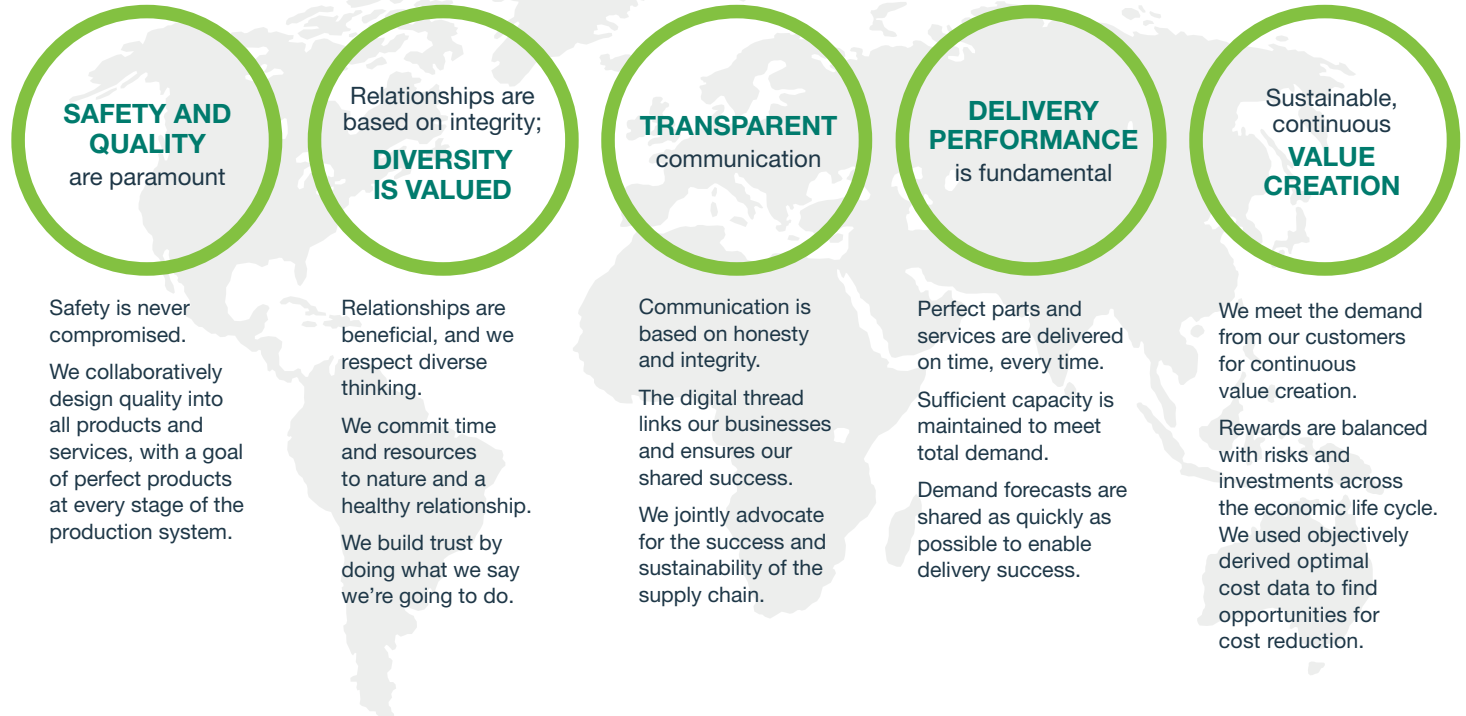 SAFETY AND
QUALITY
are paramount
Safety is never
compromised.
We collaboratively
design quality into
all products and
services, with a goal
of perfect products
at every stage of the
production system.
Relationships are
based on integrity;
DIVERSITY
IS VALUED
Relationships are
beneficial, and we
respect diverse
thinking.
We commit time
and resources
to nature and a
healthy relationship.
We build trust by
doing what we say
we’re going to do.
TRANSPARENT
communication
Communication is
based on honesty
and integrity.
The digital thread
links our businesses
and ensures our
shared success.
We jointly advocate
for the success and
sustainability of the
supply chain.
DELIVERY
PERFORMANCE
is fundamental
Perfect parts and
services are delivered
on time, every time.
Sufficient capacity is
maintained to meet
total demand.
Demand forecasts are
shared as quickly as
possible to enable
delivery success.
Sustainable,
continuous
VALUE
CREATION
We meet the demand
from our customers
for continuous
value creation.
Rewards are balanced
with risks and
investments across
the economic life cycle.
We used objectively
derived optimal
cost data to find
opportunities for
cost reduction.